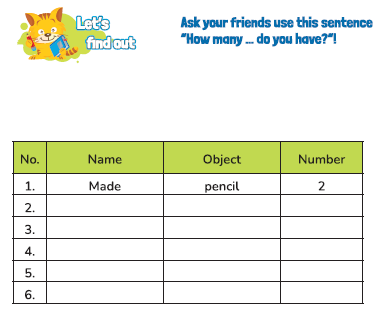 Let's
find out
Ask your friends use this sentence
"How many ... do you have?"!
No. Name Object Number
1. Made pencil 2
2.
3.
4.
5.
6.